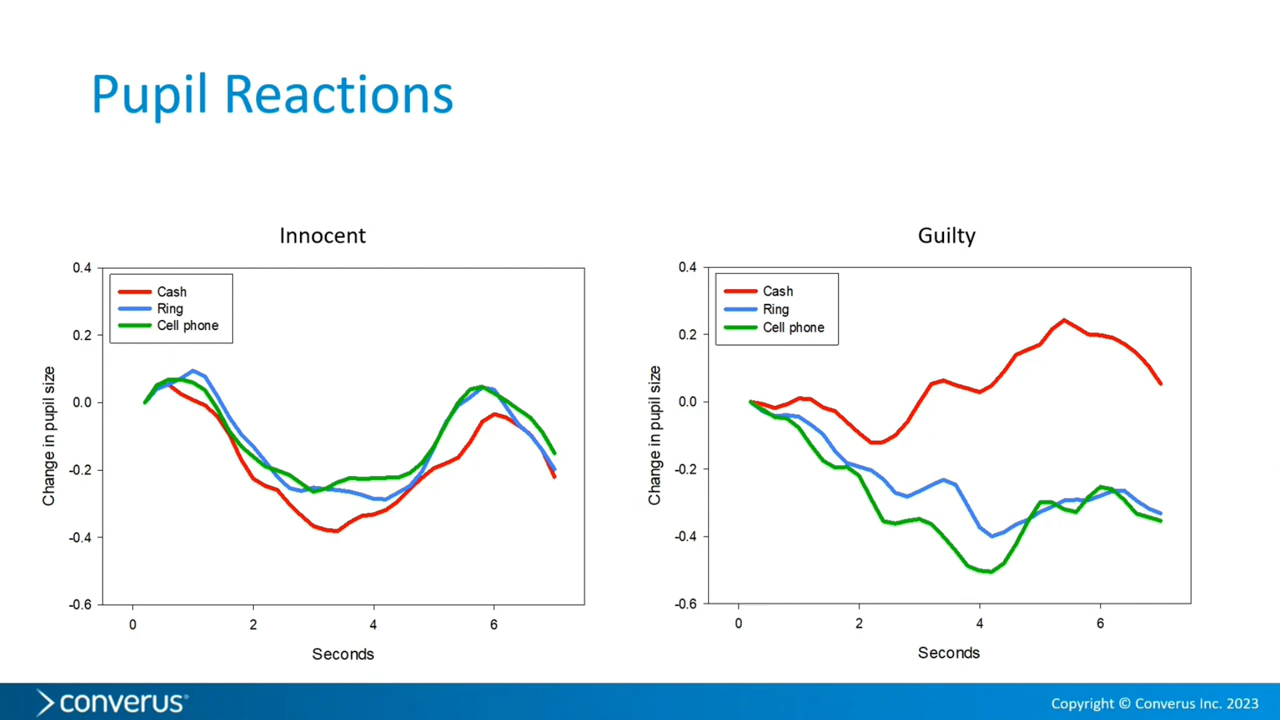 Pupil Reactions
Innocent
0.4
0.2
0.0
-0.2
-0.4
-0.6
Change in pupil size
Cash
Ring
Cell phone
0 2 4 6
Seconds
Guilty
0.4
0.2
0.0
-0.2
-0.4
-0.6
Change in pupil size
Cash
Ring
Cell phone
0 2 4 6
Seconds
converus®
Copyright © Converus Inc. 2023